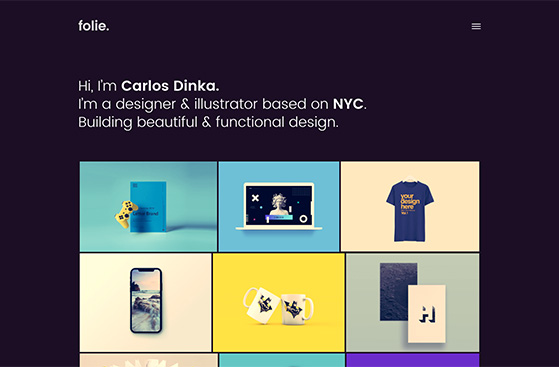 folie.
Hi, I'm Carlos Dinka.
I'm a designer & illustrator based on NYC.
Building beautiful & functional design.
your
design
here
H